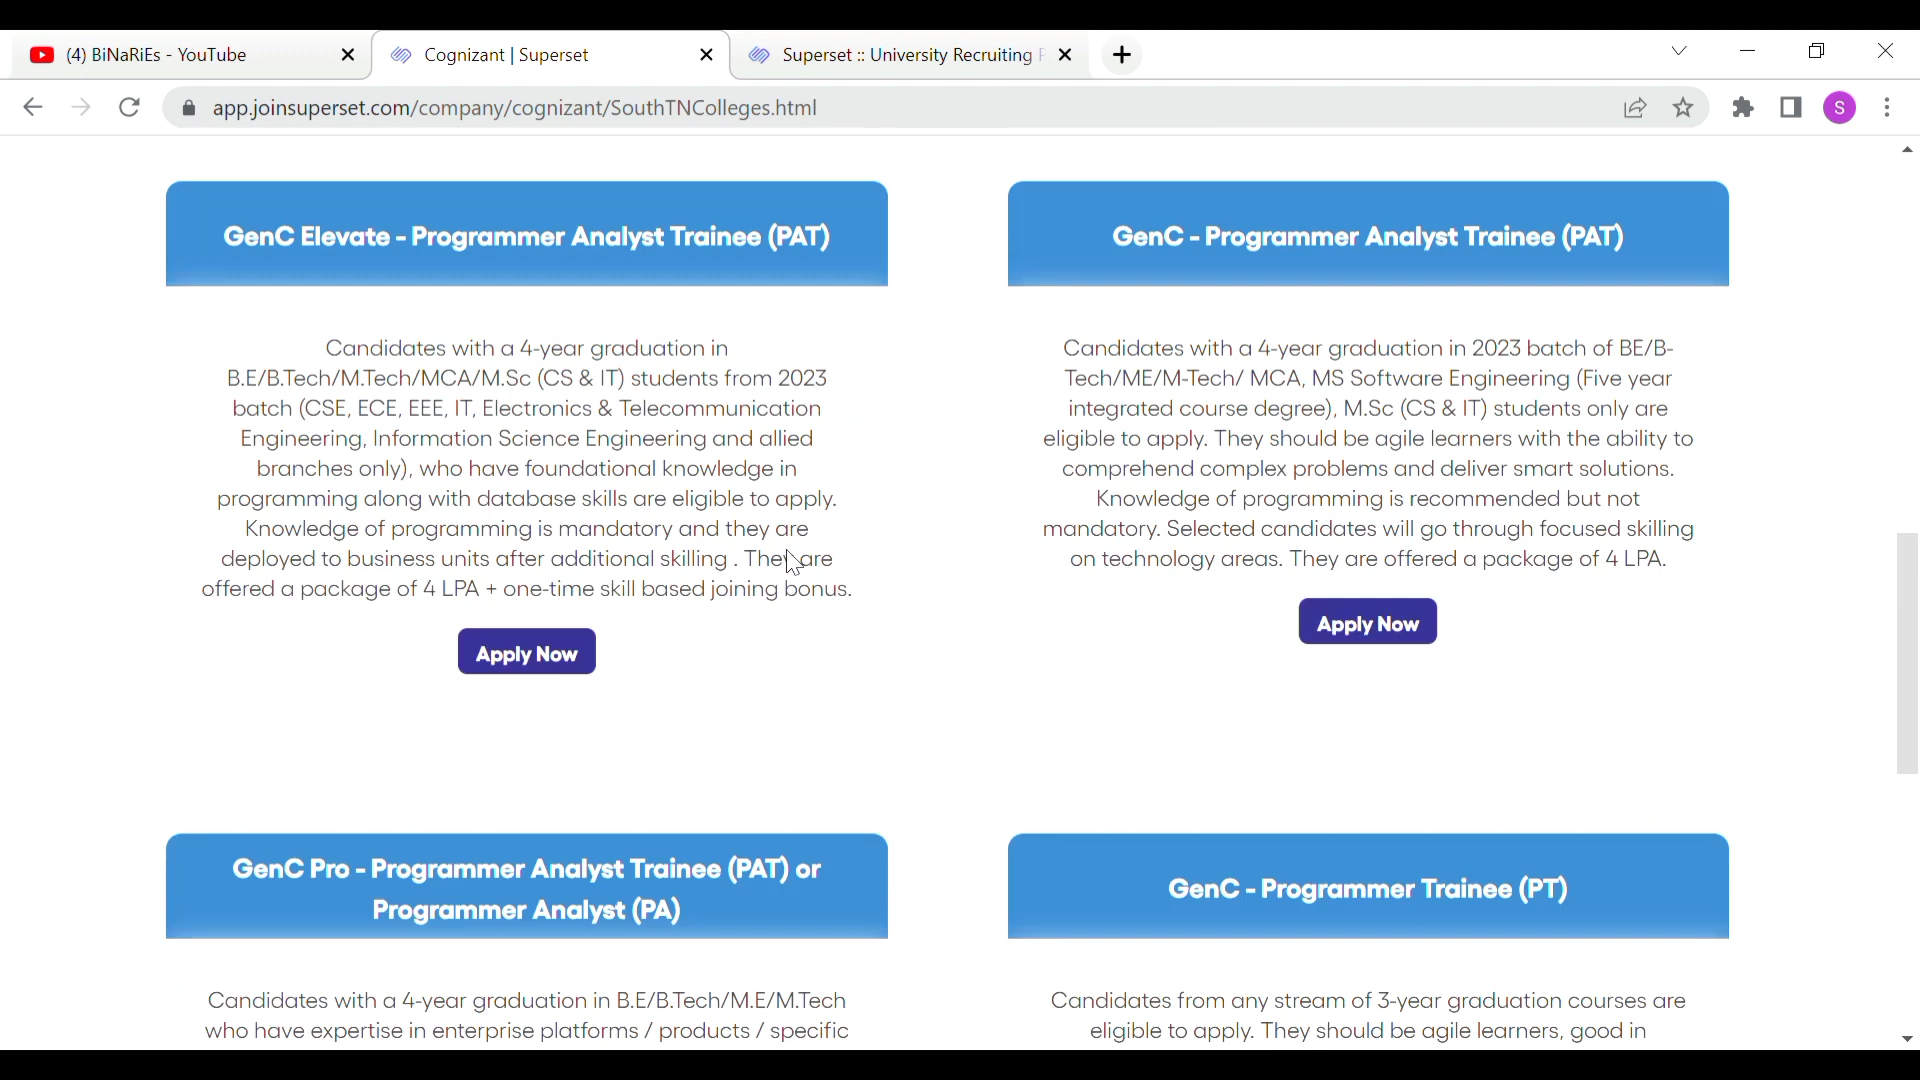 (4) BiNaRiEs - YouTube
Cognizant | Superset
Superset :: University Recruiting
app.joinsuperset.com/company/cognizant/SouthTNColleges.html
S
GenC Elevate - Programmer Analyst Trainee (PAT)
Candidates with a 4-year graduation in
B.E/B.Tech/M.Tech/MCA/M.Sc (CS & IT) students from 2023
batch (CSE, ECE, EEE, IT, Electronics & Telecommunication
Engineering, Information Science Engineering and allied
branches only), who have foundational knowledge in
programming along with database skills are eligible to apply.
Knowledge of programming is mandatory and they are
deployed to business units after additional skilling . They are
offered a package of 4 LPA + one-time skill based joining bonus.
Apply Now
GenC - Programmer Analyst Trainee (PAT)
Candidates with a 4-year graduation in 2023 batch of BE/B-
Tech/ME/M-Tech/ MCA, MS Software Engineering (Five year
integrated course degree), M.Sc (CS & IT) students only are
eligible to apply. They should be agile learners with the ability to
comprehend complex problems and deliver smart solutions.
Knowledge of programming is recommended but not
mandatory. Selected candidates will go through focused skilling
on technology areas. They are offered a package of 4 LPA.
Apply Now
GenC Pro - Programmer Analyst Trainee (PAT) or
Programmer Analyst (PA)
Candidates with a 4-year graduation in B.E/B.Tech/M.E/M.Tech
who have expertise in enterprise platforms / products / specific
GenC - Programmer Trainee (PT)
Candidates from any stream of 3-year graduation courses are
eligible to apply. They should be agile learners, good in